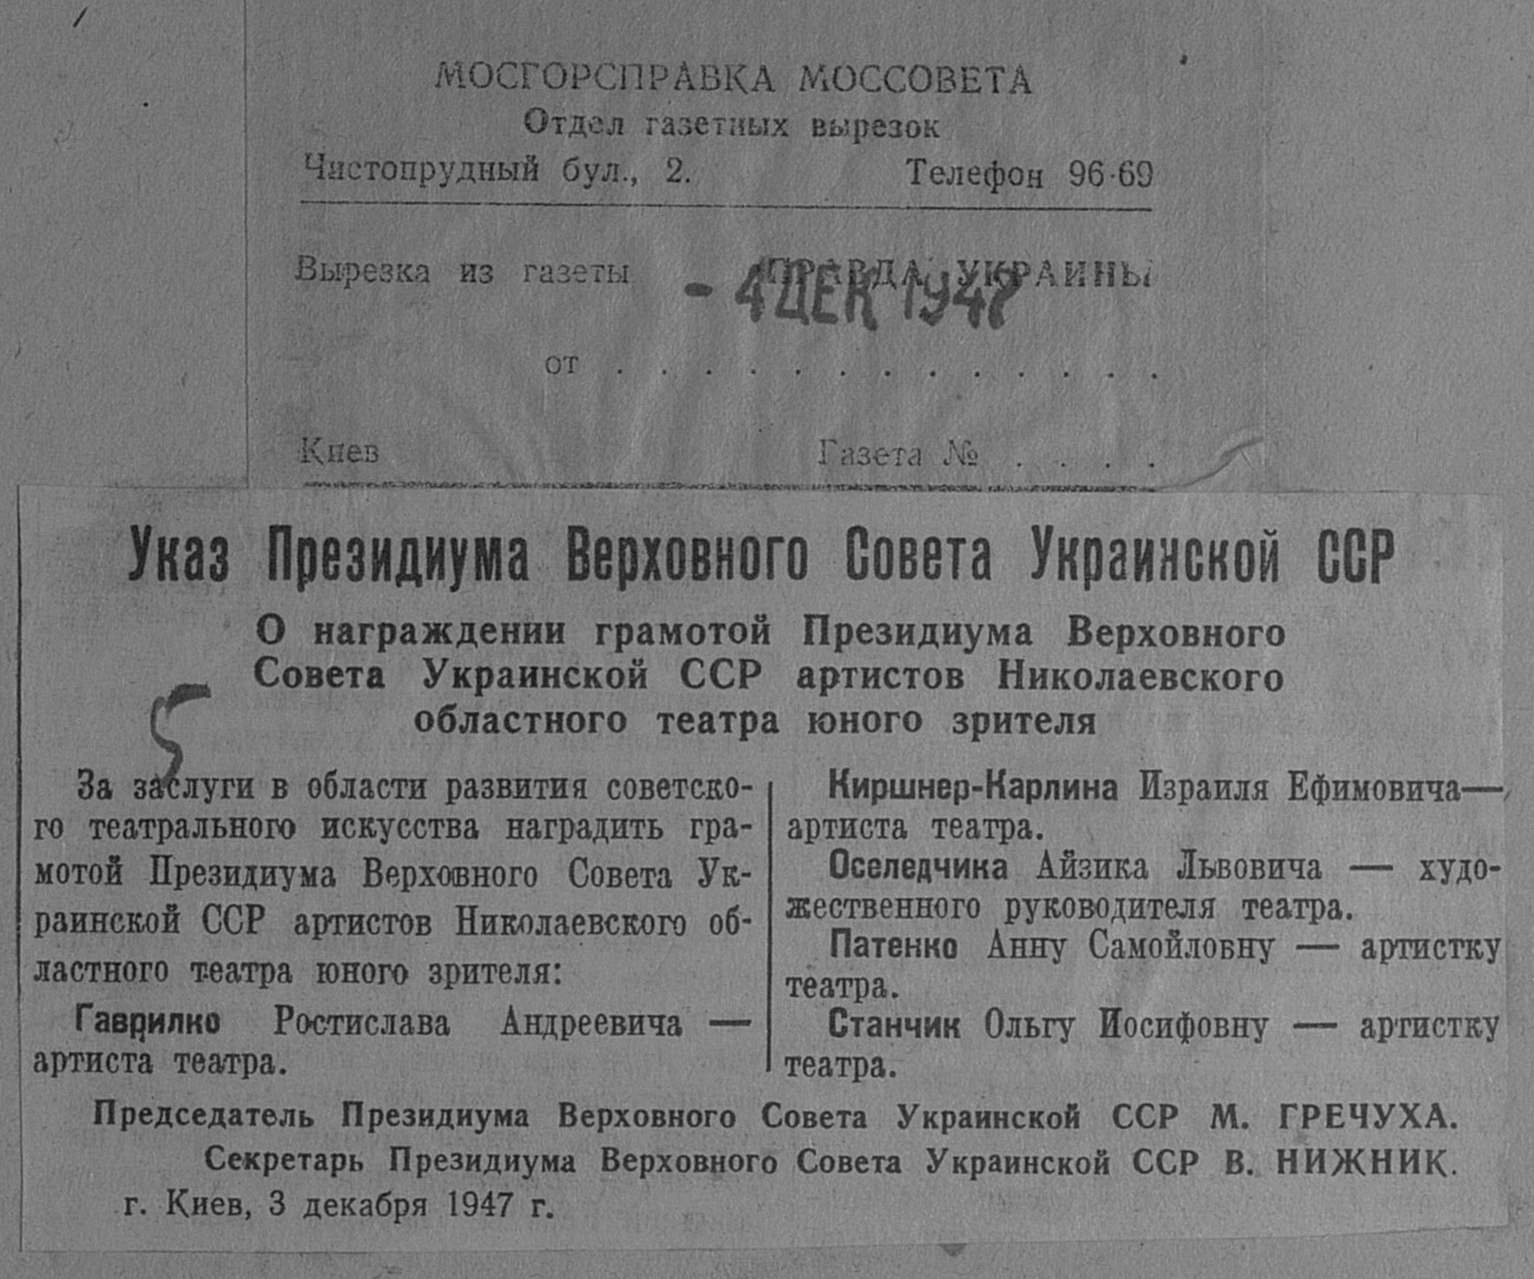 МОСГОРСПРАВКА МОССОВЕТА
Отдел газетных вырезок
Чистопрудный бул., 2. Телефон 96-69
Вырезка из газеты ПРАВДА УКРАИНЫ
- 4 ДЕК 1947
от . . . . . . . . . . . . .
Киев Газета № . . . .
Указ Президиума Верховного Совета Украинской ССР
О награждении грамотой Президиума Верховного
Совета Украинской ССР артистов Николаевского
областного театра юного зрителя
5
За заслуги в области развития советско-
го театрального искусства наградить гра-
мотой Президиума Верховного Совета Ук-
раинской ССР артистов Николаевского об-
ластного театра юного зрителя:
Гаврилко Ростислава Андреевича —
артиста театра.
Киршнер-Карлина Израиля Ефимовича—
артиста театра.
Оселедчика Айзика Львовича — худо-
жественного руководителя театра.
Патенко Анну Самойловну — артистку
театра.
Станчик Ольгу Иосифовну — артистку
театра.
Председатель Президиума Верховного Совета Украинской ССР М. ГРЕЧУХА.
Секретарь Президиума Верховного Совета Украинской ССР В. НИЖНИК.
г. Киев, 3 декабря 1947 г.